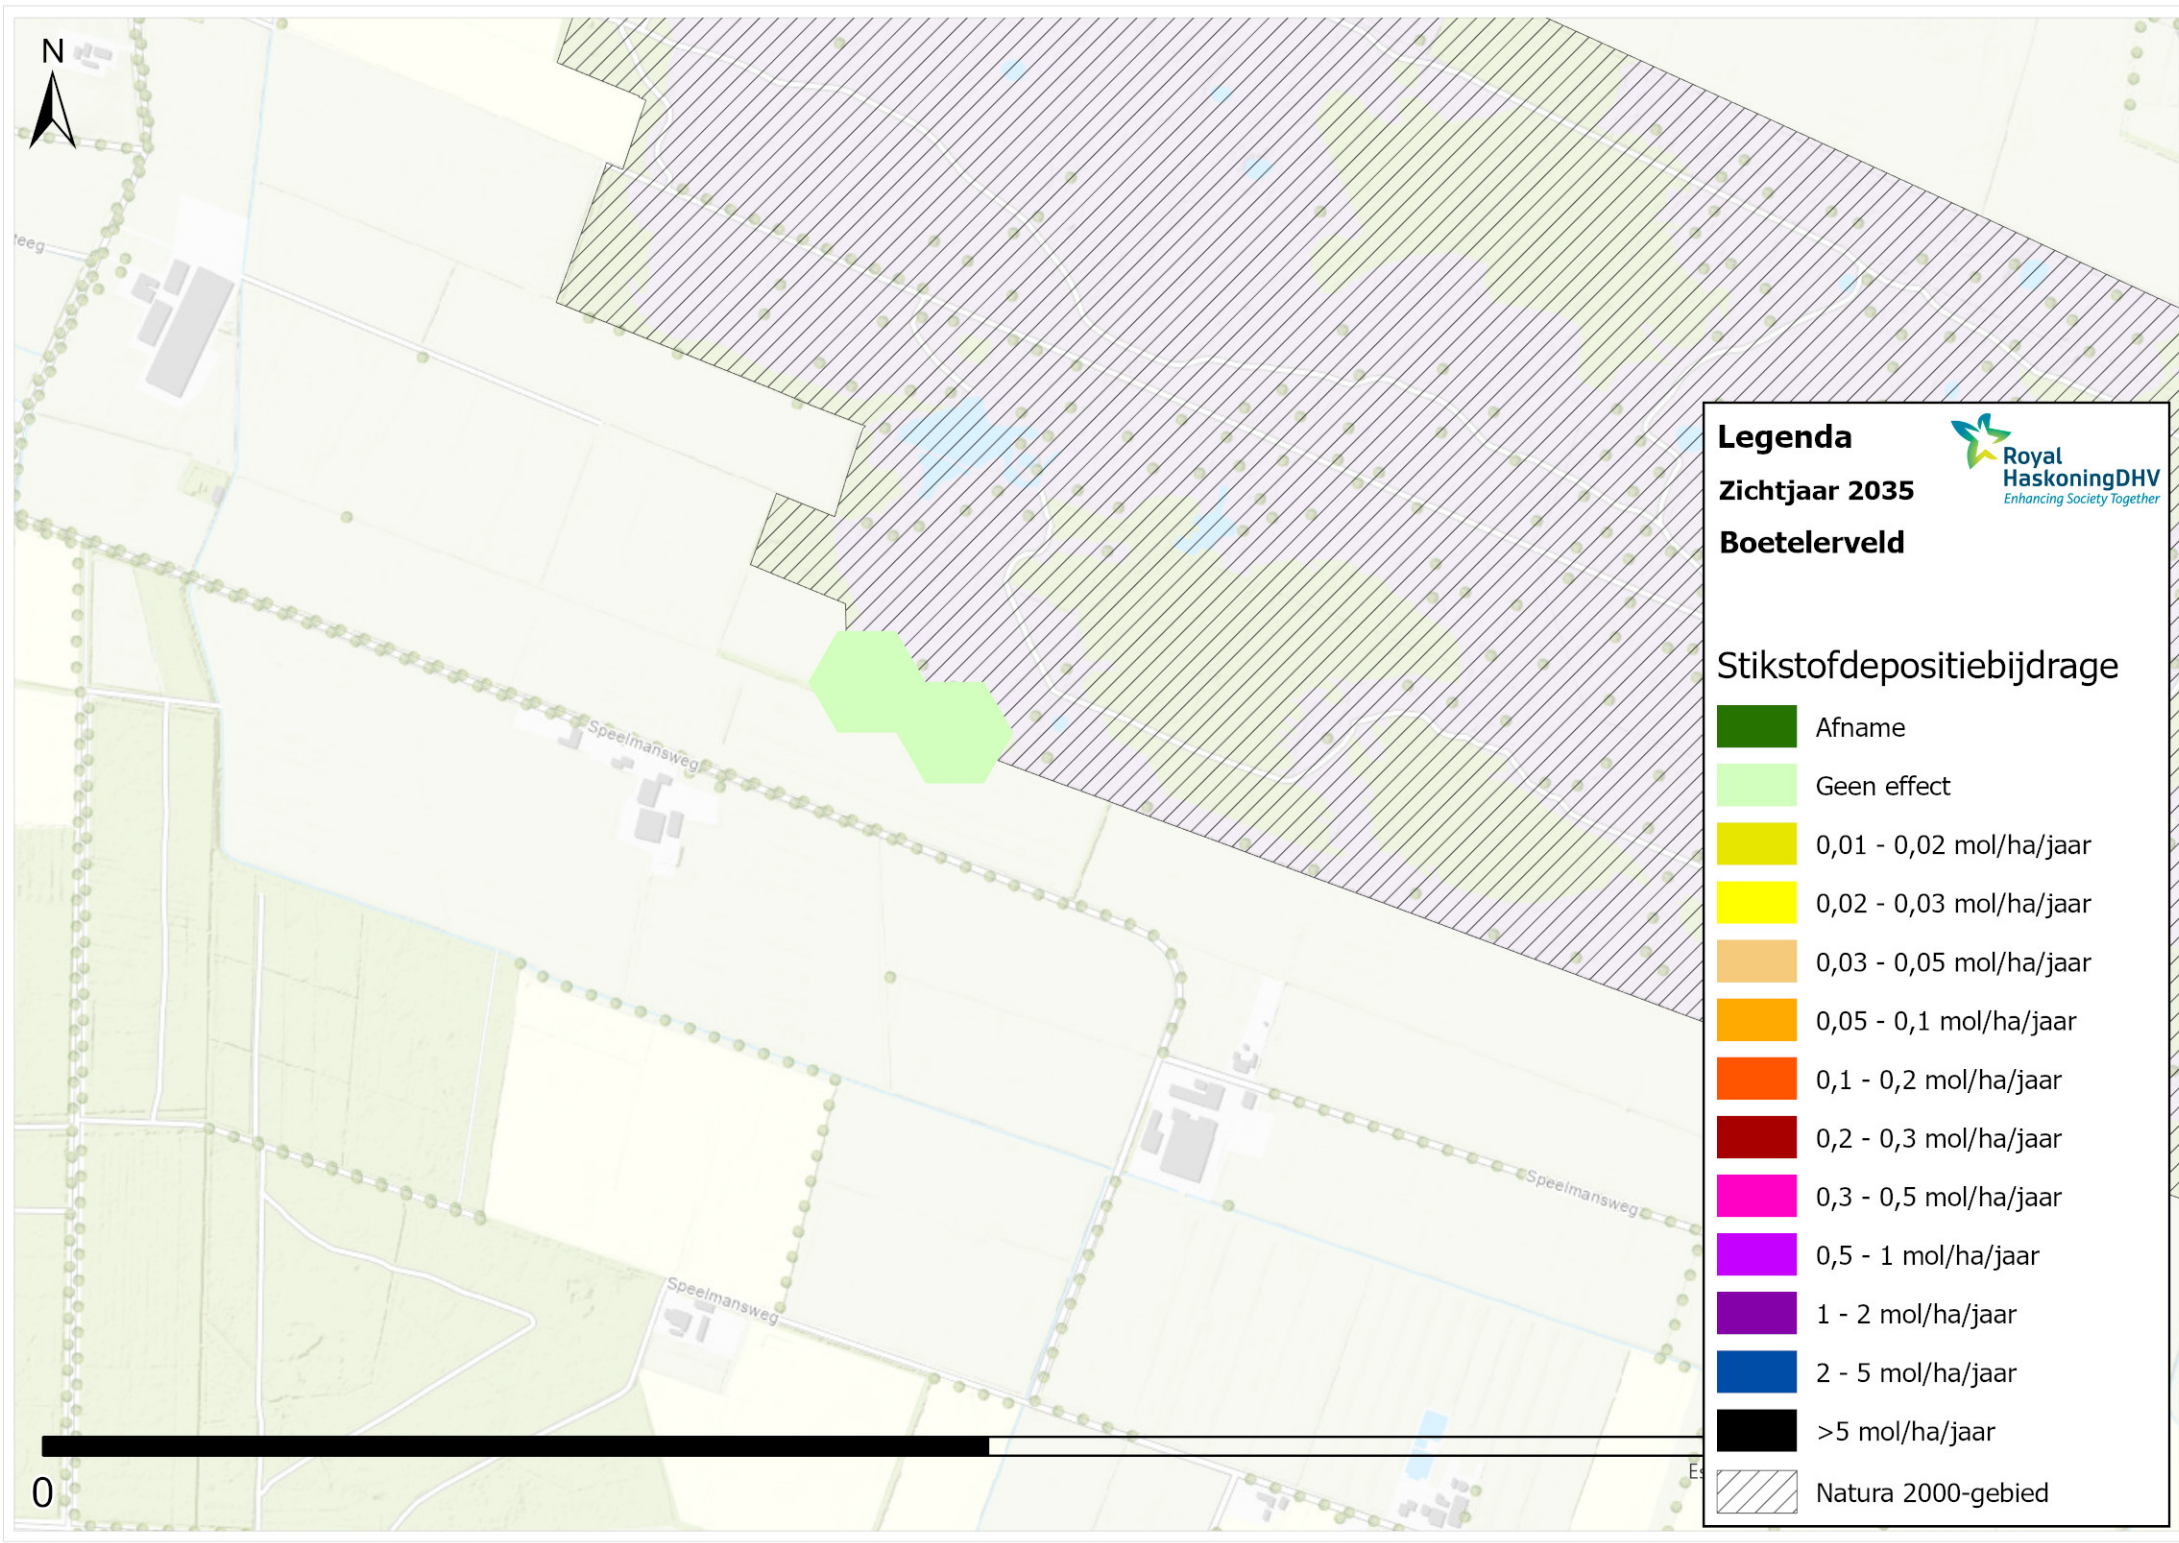 N
teeg
Speelmansweg
Speelmansweg
Speelmansweg
0
Es
Legenda
Royal
HaskoningDHV
Enhancing Society Together
Zichtjaar 2035
Boetelerveld
Stikstofdepositiebijdrage
Afname
Geen effect
0,01 - 0,02 mol/ha/jaar
0,02 - 0,03 mol/ha/jaar
0,03 - 0,05 mol/ha/jaar
0,05 - 0,1 mol/ha/jaar
0,1 - 0,2 mol/ha/jaar
0,2 - 0,3 mol/ha/jaar
0,3 - 0,5 mol/ha/jaar
0,5 - 1 mol/ha/jaar
1 - 2 mol/ha/jaar
2 - 5 mol/ha/jaar
>5 mol/ha/jaar
Natura 2000-gebied